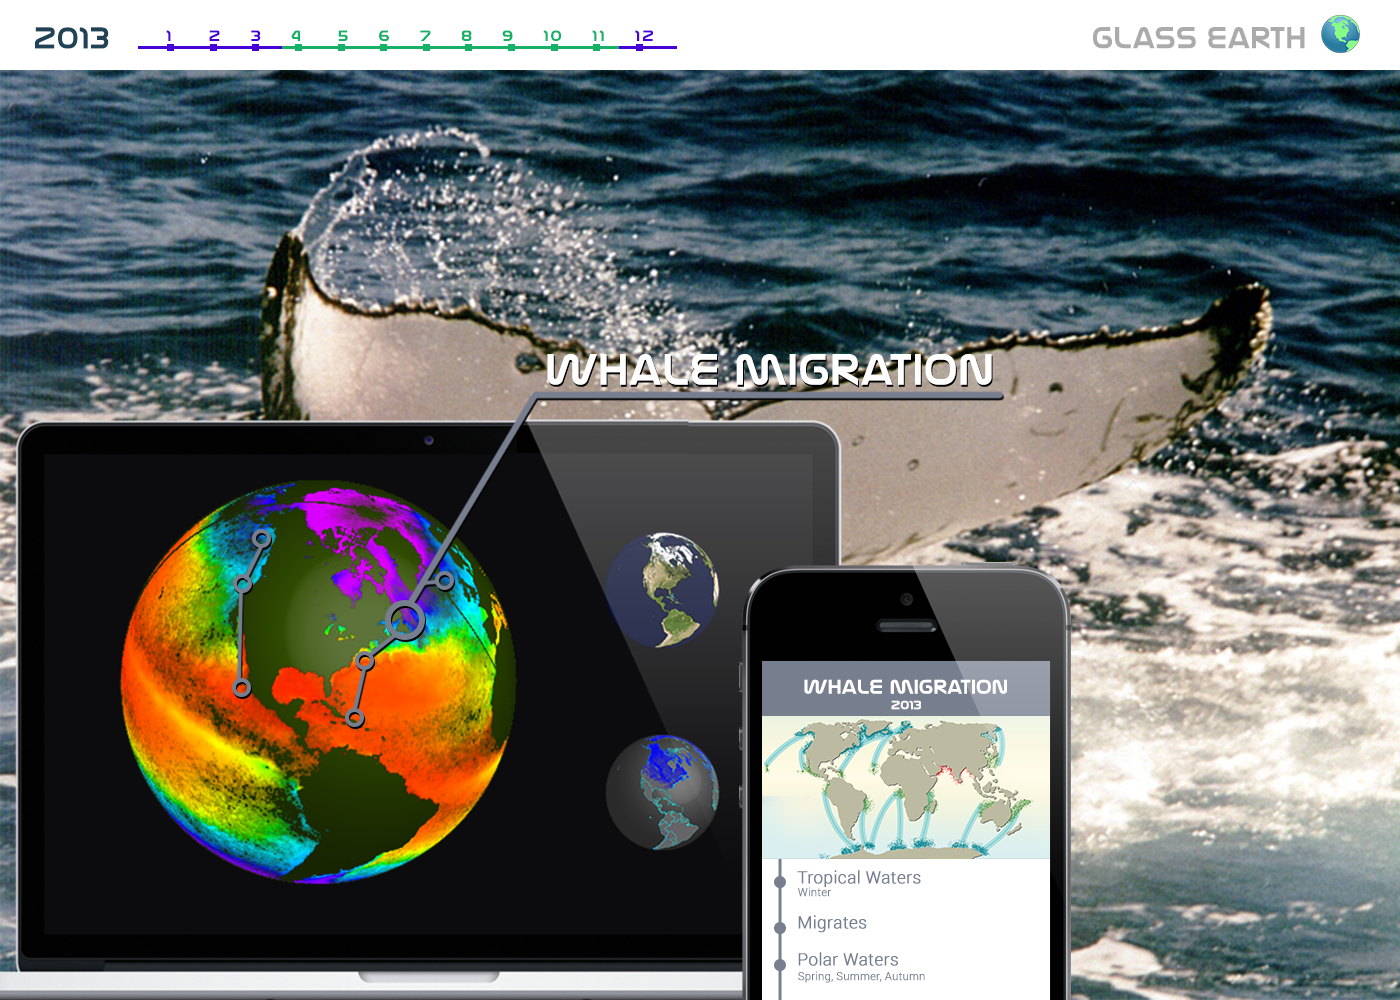 2013
1 2 3 4 5 6 7 8 9 10 11 12
GLASS EARTH
WHALE MIGRATION
WHALE MIGRATION
2013
Tropical Waters
Winter
Migrates
Polar Waters
Spring, Summer, Autumn